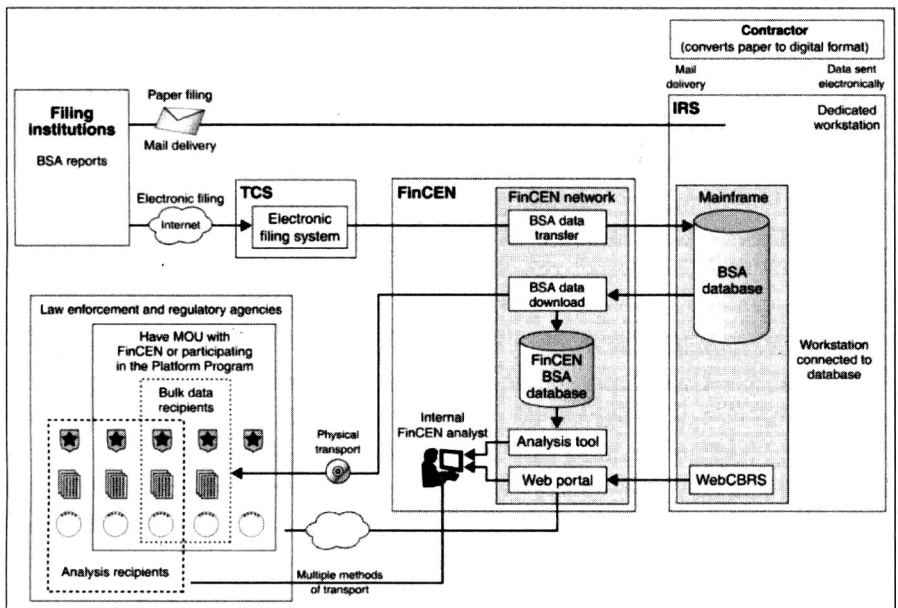 Contractor
(converts paper to digital format)
Mail
delivery
Data sent
electronically
Filing
institutions
BSA reports
Paper filing
Mail delivery
IRS
Dedicated
workstation
Electronic filing
Internet
TCS
Electronic
filing system
FinCEN
FinCEN network
BSA data
transfer
Mainframe
BSA
database
BSA data
download
FinCEN
BSA
database
Workstation
connected to
database
Law enforcement and regulatory agencies
Have MOU with
FinCEN or participating
in the Platform Program
Bulk data
recipients
Physical
transport
Internal
FinCEN analyst
Analysis tool
Web portal
WebCBRS
Analysis recipients
Multiple methods
of transport